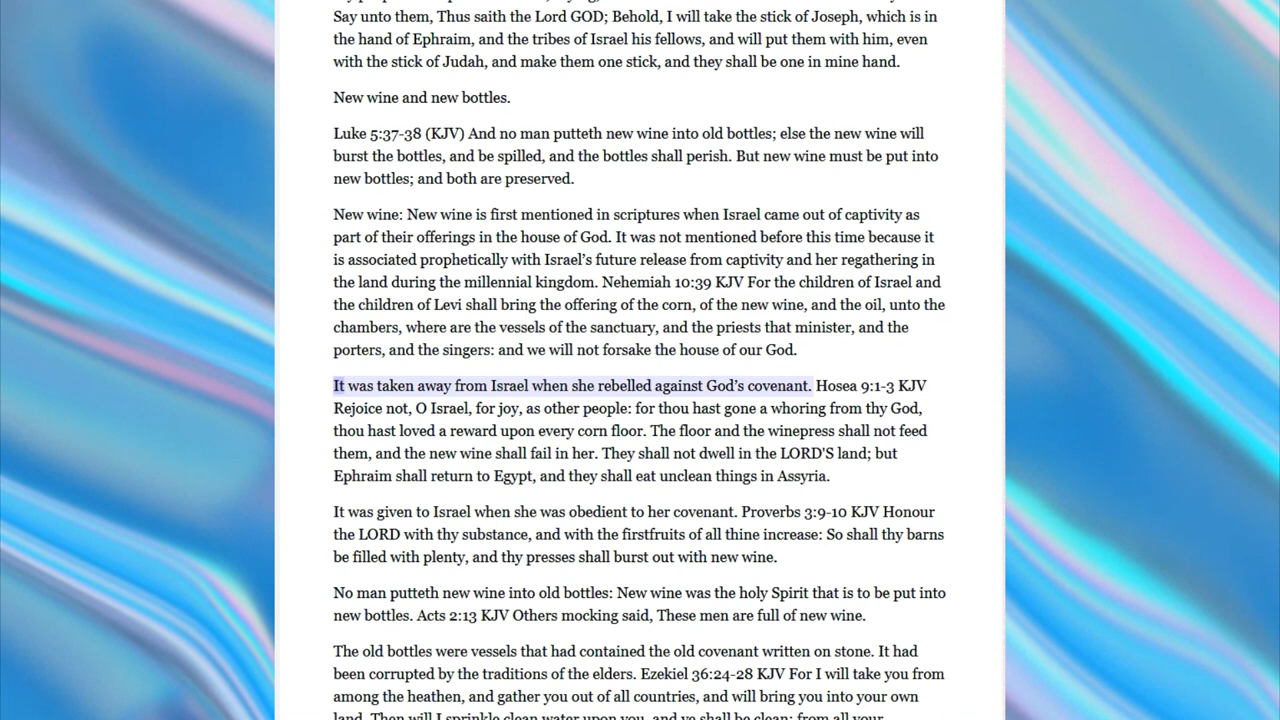 Say unto them, Thus saith the Lord GOD; Behold, I will take the stick of Joseph, which is in
the hand of Ephraim, and the tribes of Israel his fellows, and will put them with him, even
with the stick of Judah, and make them one stick, and they shall be one in mine hand.
New wine and new bottles.
Luke 5:37-38 (KJV) And no man putteth new wine into old bottles; else the new wine will
burst the bottles, and be spilled, and the bottles shall perish. But new wine must be put into
new bottles; and both are preserved.
New wine: New wine is first mentioned in scriptures when Israel came out of captivity as
part of their offerings in the house of God. It was not mentioned before this time because it
is associated prophetically with Israel’s future release from captivity and her regathering in
the land during the millennial kingdom. Nehemiah 10:39 KJV For the children of Israel and
the children of Levi shall bring the offering of the corn, of the new wine, and the oil, unto the
chambers, where are the vessels of the sanctuary, and the priests that minister, and the
porters, and the singers: and we will not forsake the house of our God.
It was taken away from Israel when she rebelled against God’s covenant. Hosea 9:1-3 KJV
Rejoice not, O Israel, for joy, as other people: for thou hast gone a whoring from thy God,
thou hast loved a reward upon every corn floor. The floor and the winepress shall not feed
them, and the new wine shall fail in her. They shall not dwell in the LORD'S land; but
Ephraim shall return to Egypt, and they shall eat unclean things in Assyria.
It was given to Israel when she was obedient to her covenant. Proverbs 3:9-10 KJV Honour
the LORD with thy substance, and with the firstfruits of all thine increase: So shall thy barns
be filled with plenty, and thy presses shall burst out with new wine.
No man putteth new wine into old bottles: New wine was the holy Spirit that is to be put into
new bottles. Acts 2:13 KJV Others mocking said, These men are full of new wine.
The old bottles were vessels that had contained the old covenant written on stone. It had
been corrupted by the traditions of the elders. Ezekiel 36:24-28 KJV For I will take you from
among the heathen, and gather you out of all countries, and will bring you into your own
land. Then will I sprinkle clean water upon you, and ye shall be clean: from all your